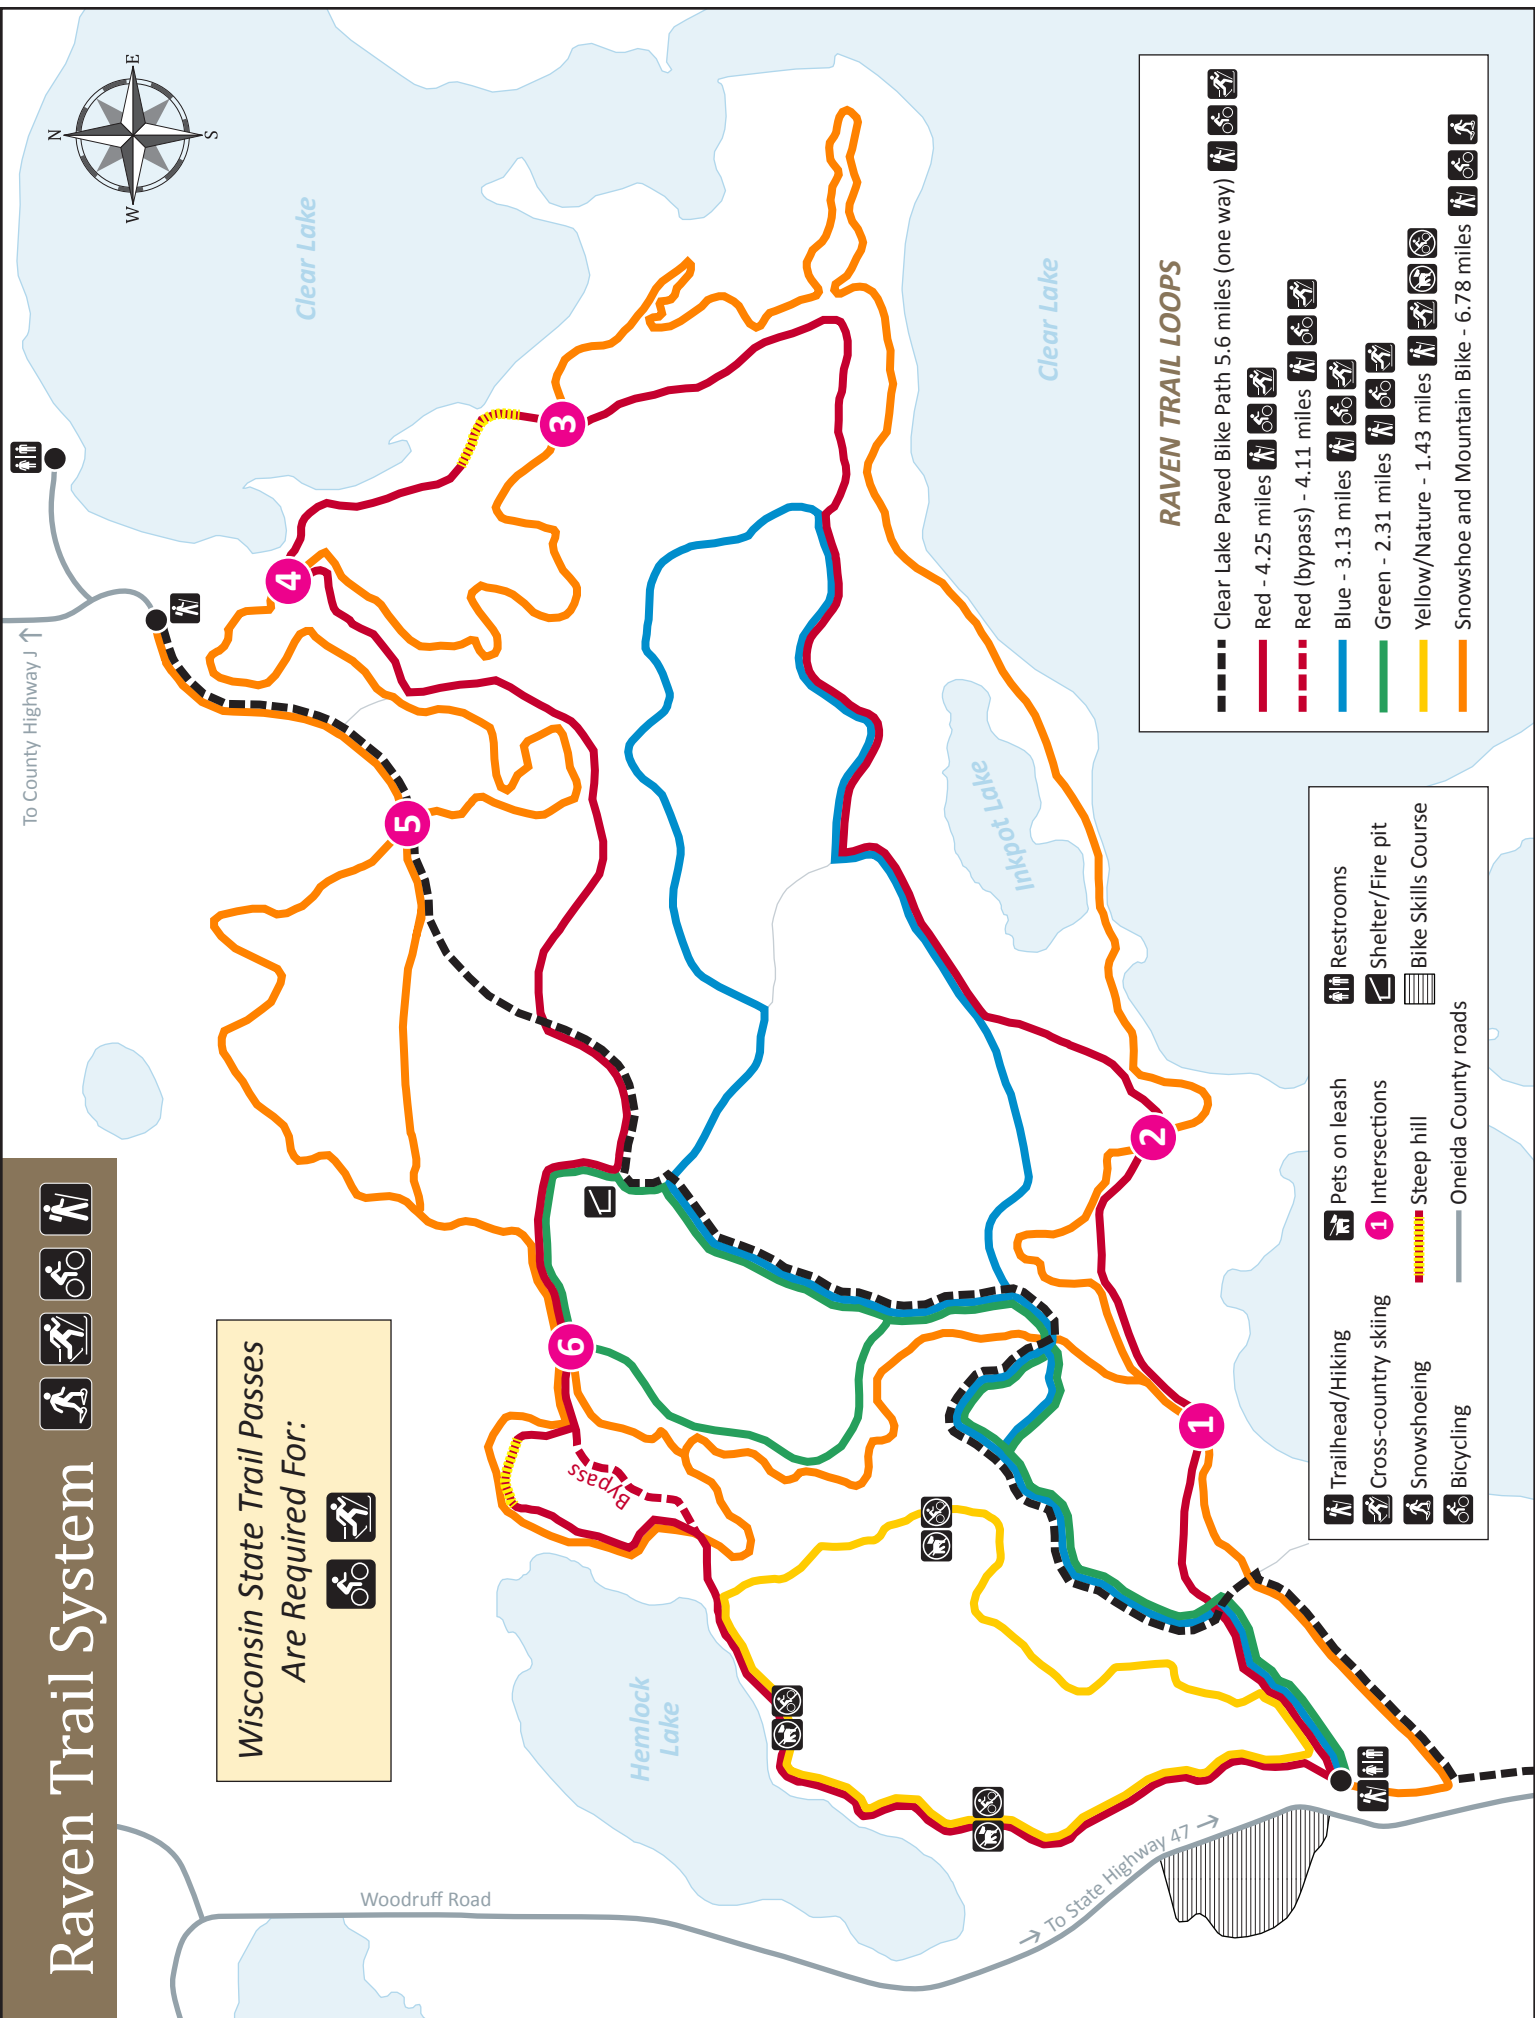 Raven Trail System
Wisconsin State Trail Passes
Are Required For:
N
E
S
W
To County Highway J ↑
Clear Lake
Clear Lake
Inkpot Lake
Hemlock
Lake
Woodruff Road
→ To State Highway 47 →
Bypass
1
2
3
4
5
6
RAVEN TRAIL LOOPS
Clear Lake Paved Bike Path 5.6 miles (one way)
Red - 4.25 miles
Red (bypass) - 4.11 miles
Blue - 3.13 miles
Green - 2.31 miles
Yellow/Nature - 1.43 miles
Snowshoe and Mountain Bike - 6.78 miles
Trailhead/Hiking
Cross-country skiing
Snowshoeing
Bicycling
Pets on leash
1 Intersections
Steep hill
Oneida County roads
Restrooms
Shelter/Fire pit
Bike Skills Course